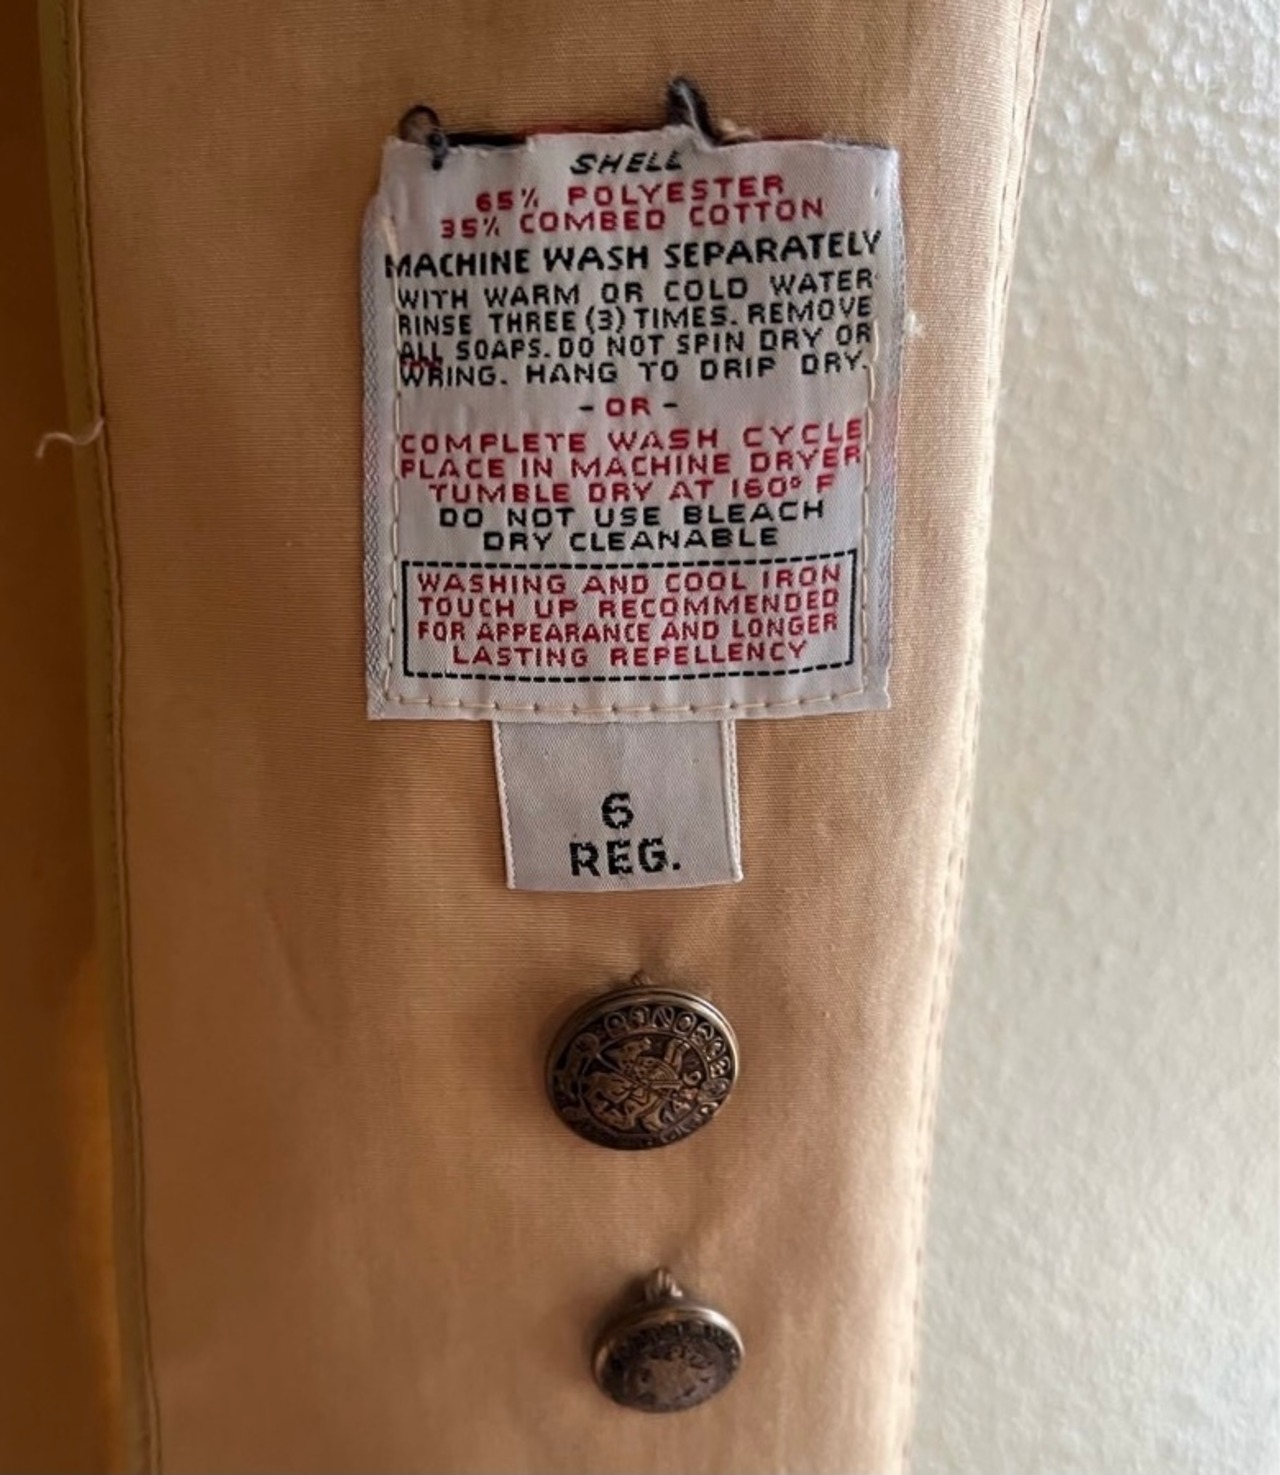 SHELL
65% POLYESTER
35% COMBED COTTON
MACHINE WASH SEPARATELY
WITH WARM OR COLD WATER
RINSE THREE (3) TIMES. REMOVE
ALL SOAPS. DO NOT SPIN DRY OR
WRING. HANG TO DRIP DRY.
- OR -
COMPLETE WASH CYCLE
PLACE IN MACHINE DRYER
TUMBLE DRY AT 160° F
DO NOT USE BLEACH
DRY CLEANABLE
WASHING AND COOL IRON
TOUCH UP RECOMMENDED
FOR APPEARANCE AND LONGER
LASTING REPELLENCY
6
REG.